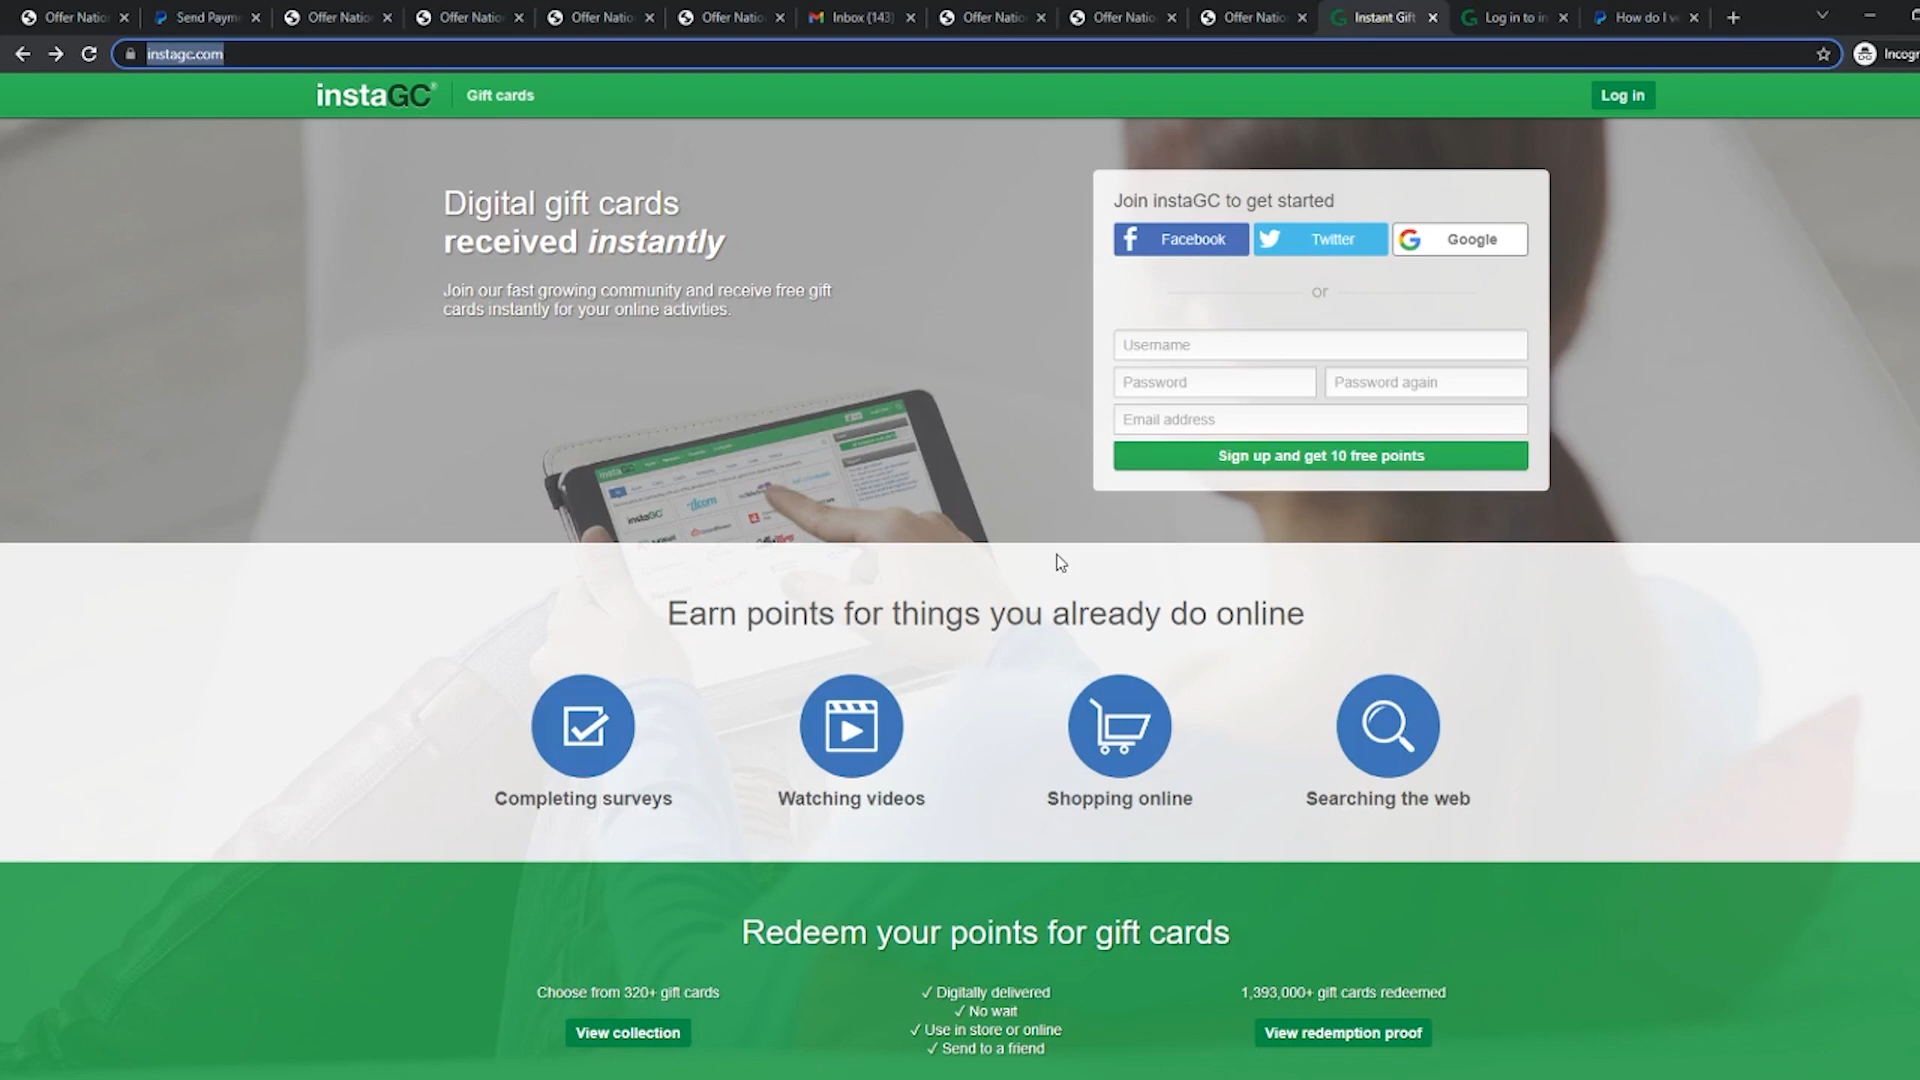 Offer Natio
Send Paym
Offer Natio
Offer Natio
Offer Natio
Offer Natio
Inbox (143)
Offer Natio
Offer Natio
Offer Natio
Instant Gift
Log in to in
How do I v
instagc.com
Incogn
instaGC®
Gift cards
Log in
Digital gift cards
received instantly
Join our fast growing community and receive free gift
cards instantly for your online activities.
Join instaGC to get started
Facebook
Twitter
Google
or
Username
Password
Password again
Email address
Sign up and get 10 free points
Earn points for things you already do online
Completing surveys
Watching videos
Shopping online
Searching the web
Redeem your points for gift cards
Choose from 320+ gift cards
View collection
✓ Digitally delivered
✓ No wait
✓ Use in store or online
✓ Send to a friend
1,393,000+ gift cards redeemed
View redemption proof